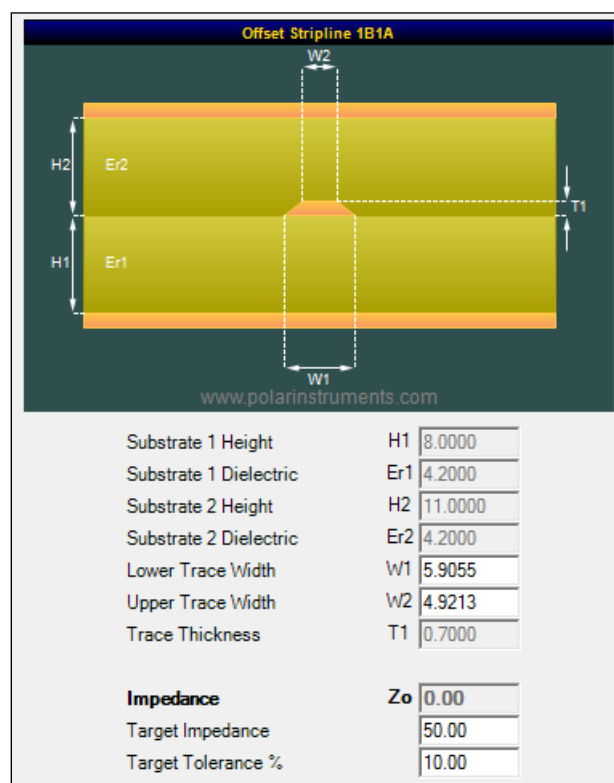 Offset Stripline 1B1A
W2
H2 Er2
T1
H1 Er1
W1
www.polarinstruments.com
Substrate 1 Height H1 8.0000
Substrate 1 Dielectric Er1 4.2000
Substrate 2 Height H2 11.0000
Substrate 2 Dielectric Er2 4.2000
Lower Trace Width W1 5.9055
Upper Trace Width W2 4.9213
Trace Thickness T1 0.7000
Impedance Zo 0.00
Target Impedance 50.00
Target Tolerance % 10.00